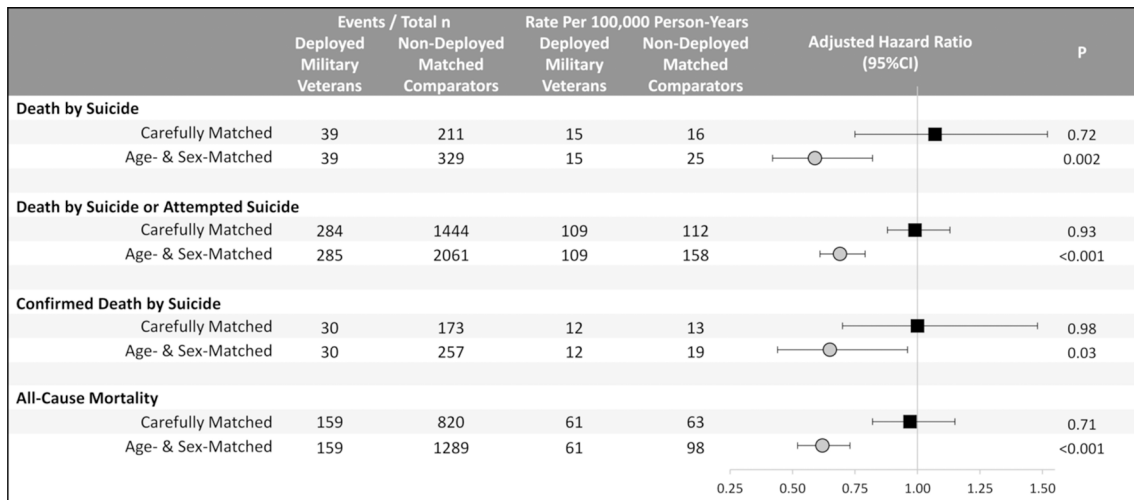 Events / Total n Rate Per 100,000 Person-Years
Deployed Military Veterans Non-Deployed Matched Comparators Deployed Military Veterans Non-Deployed Matched Comparators Adjusted Hazard Ratio (95%CI) P
Death by Suicide
Carefully Matched 39 211 15 16 0.72
Age- & Sex-Matched 39 329 15 25 0.002
Death by Suicide or Attempted Suicide
Carefully Matched 284 1444 109 112 0.93
Age- & Sex-Matched 285 2061 109 158 <0.001
Confirmed Death by Suicide
Carefully Matched 30 173 12 13 0.98
Age- & Sex-Matched 30 257 12 19 0.03
All-Cause Mortality
Carefully Matched 159 820 61 63 0.71
Age- & Sex-Matched 159 1289 61 98 <0.001
0.25 0.50 0.75 1.00 1.25 1.50